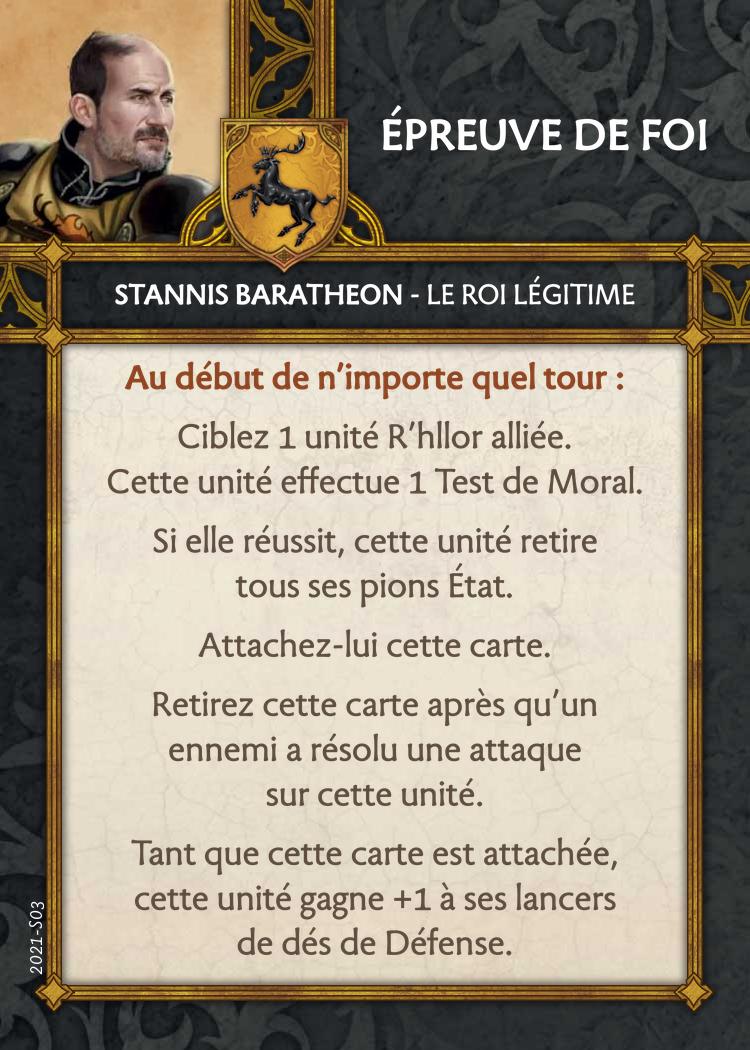 ÉPREUVE DE FOI
STANNIS BARATHEON - LE ROI LÉGITIME
Au début de n'importe quel tour :
Ciblez 1 unité R'hllor alliée.
Cette unité effectue 1 Test de Moral.
Si elle réussit, cette unité retire
tous ses pions État.
Attachez-lui cette carte.
Retirez cette carte après qu'un
ennemi a résolu une attaque
sur cette unité.
Tant que cette carte est attachée,
cette unité gagne +1 à ses lancers
de dés de Défense.
2021-S03